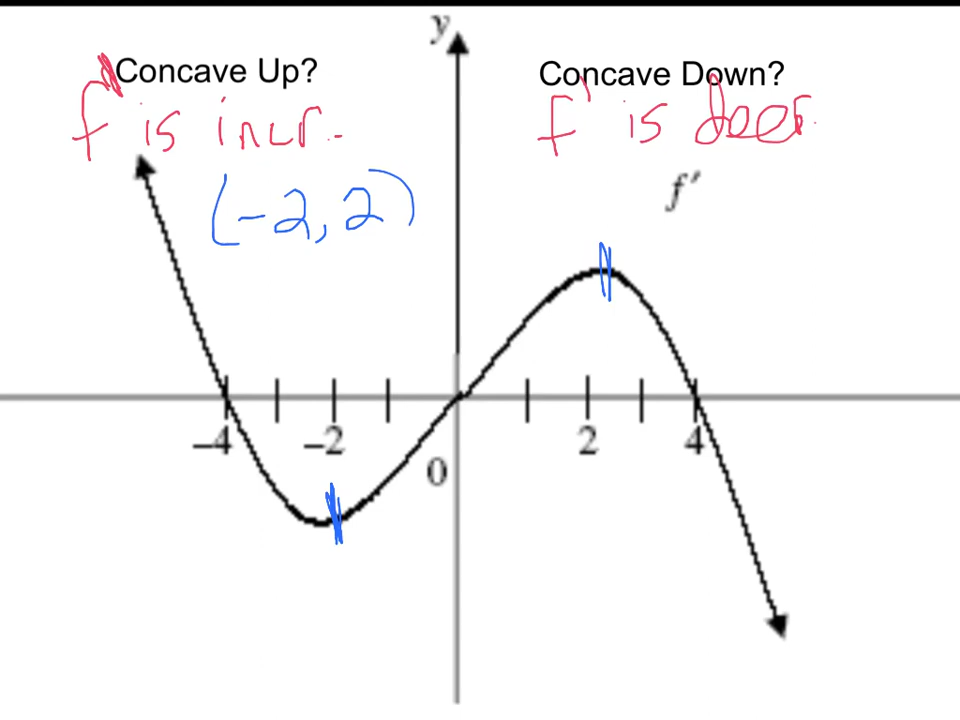 y
Concave Up?
Concave Down?
f' is incr.
f' is decr.
(-2, 2)
f'
-4 -2 2 4
0